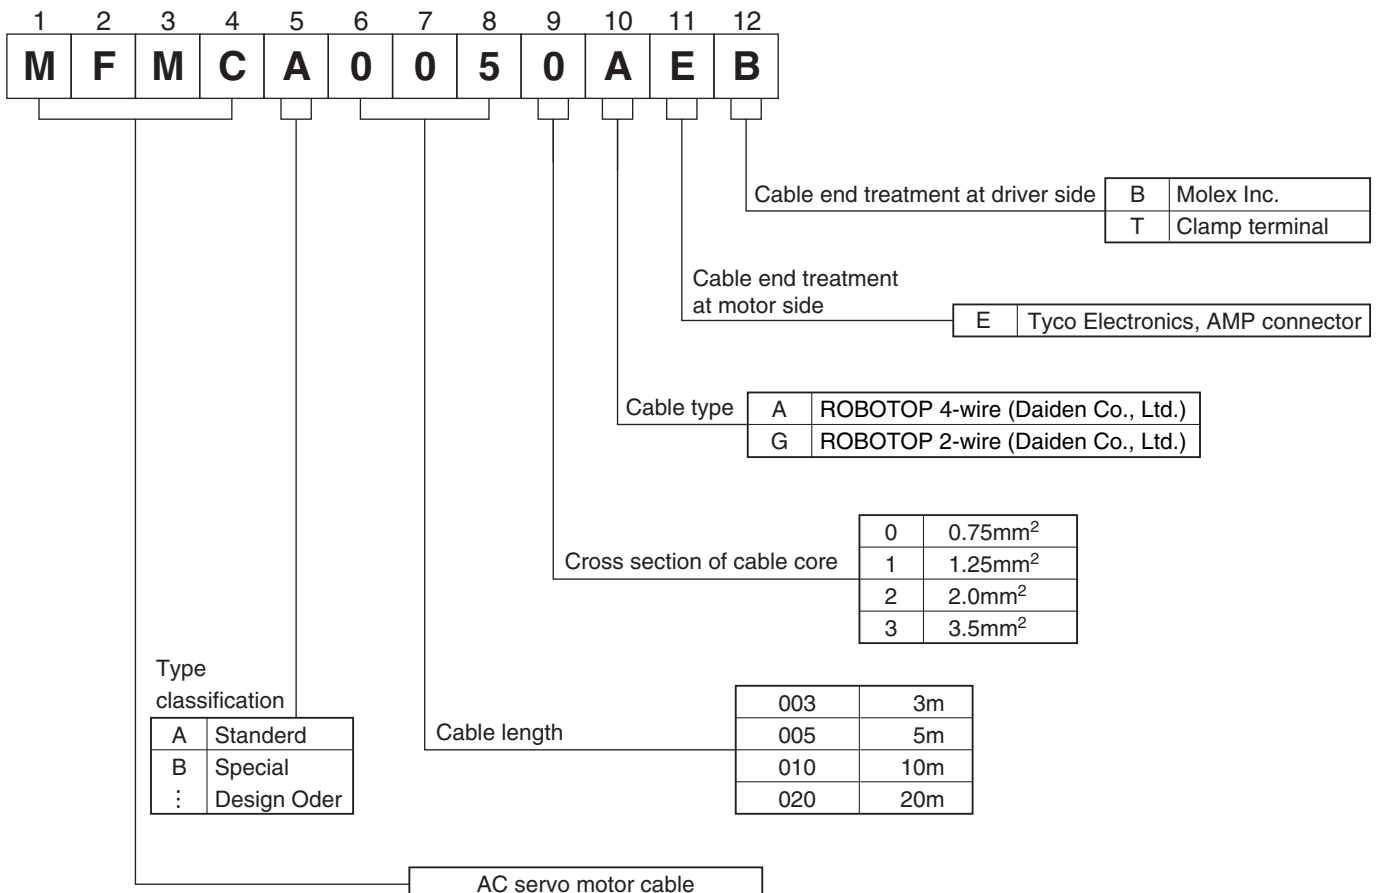 1 2 3 4 5 6 7 8 9 10 11 12
M F M C A 0 0 5 0 A E B
Cable end treatment at driver side
B Molex Inc.
T Clamp terminal
Cable end treatment
at motor side
E Tyco Electronics, AMP connector
Cable type
A ROBOTOP 4-wire (Daiden Co., Ltd.)
G ROBOTOP 2-wire (Daiden Co., Ltd.)
Cross section of cable core
0 0.75mm²
1 1.25mm²
2 2.0mm²
3 3.5mm²
Type
classification
A Standerd
B Special
⋮ Design Oder
Cable length
003 3m
005 5m
010 10m
020 20m
AC servo motor cable